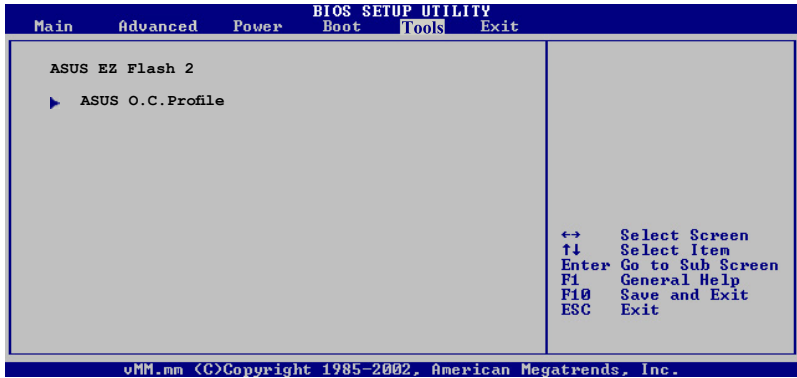 BIOS SETUP UTILITY
Main Advanced Power Boot Tools Exit
ASUS EZ Flash 2
ASUS O.C.Profile
←→ Select Screen
↑↓ Select Item
Enter Go to Sub Screen
F1 General Help
F10 Save and Exit
ESC Exit
vMM.mm (C)Copyright 1985-2002, American Megatrends, Inc.